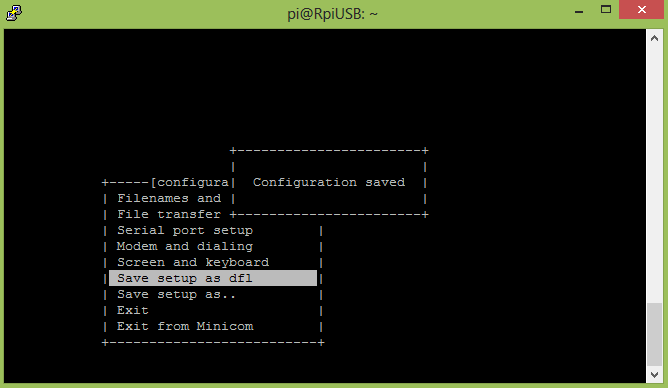 pi@RpiUSB: ~
+-----------------------+
| |
+-----[configura| Configuration saved |
| Filenames and | |
| File transfer +-----------------------+
| Serial port setup |
| Modem and dialing |
| Screen and keyboard |
| Save setup as dfl |
| Save setup as.. |
| Exit |
| Exit from Minicom |
+--------------------------+